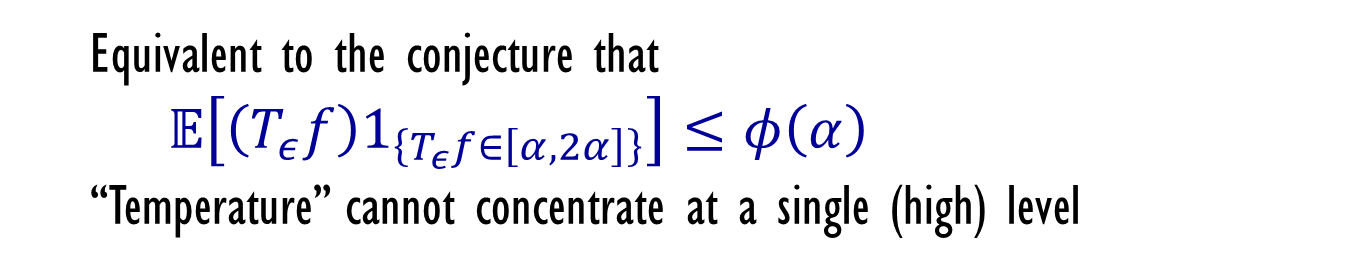 Equivalent to the conjecture that
𝔼[(T_ϵ f)1_{T_ϵ f∈[α,2α]}] ≤ ϕ(α)
“Temperature” cannot concentrate at a single (high) level